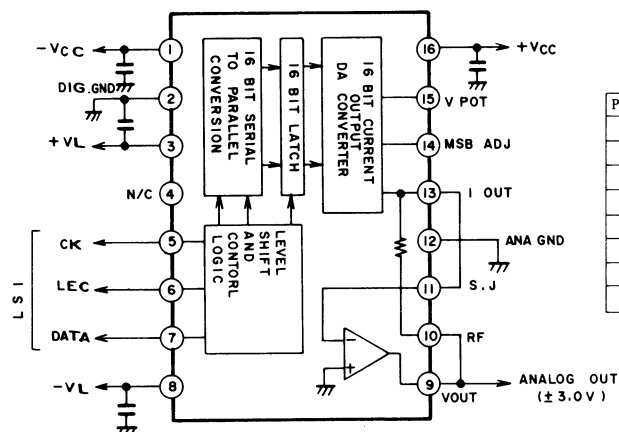 -VCC
DIG.GND
+VL
N/C
CK
LEC
DATA
-VL
LSI
1
2
3
4
5
6
7
8
16 BIT SERIAL
TO PARALLEL
CONVERSION
16 BIT LATCH
16 BIT CURRENT
OUTPUT
DA CONVERTER
LEVEL
SHIFT
AND
CONTORL
LOGIC
-
+
16
15
14
13
12
11
10
9
+VCC
V POT
MSB ADJ
I OUT
ANA GND
S.J
RF
VOUT
ANALOG OUT
(±3.0V)
P